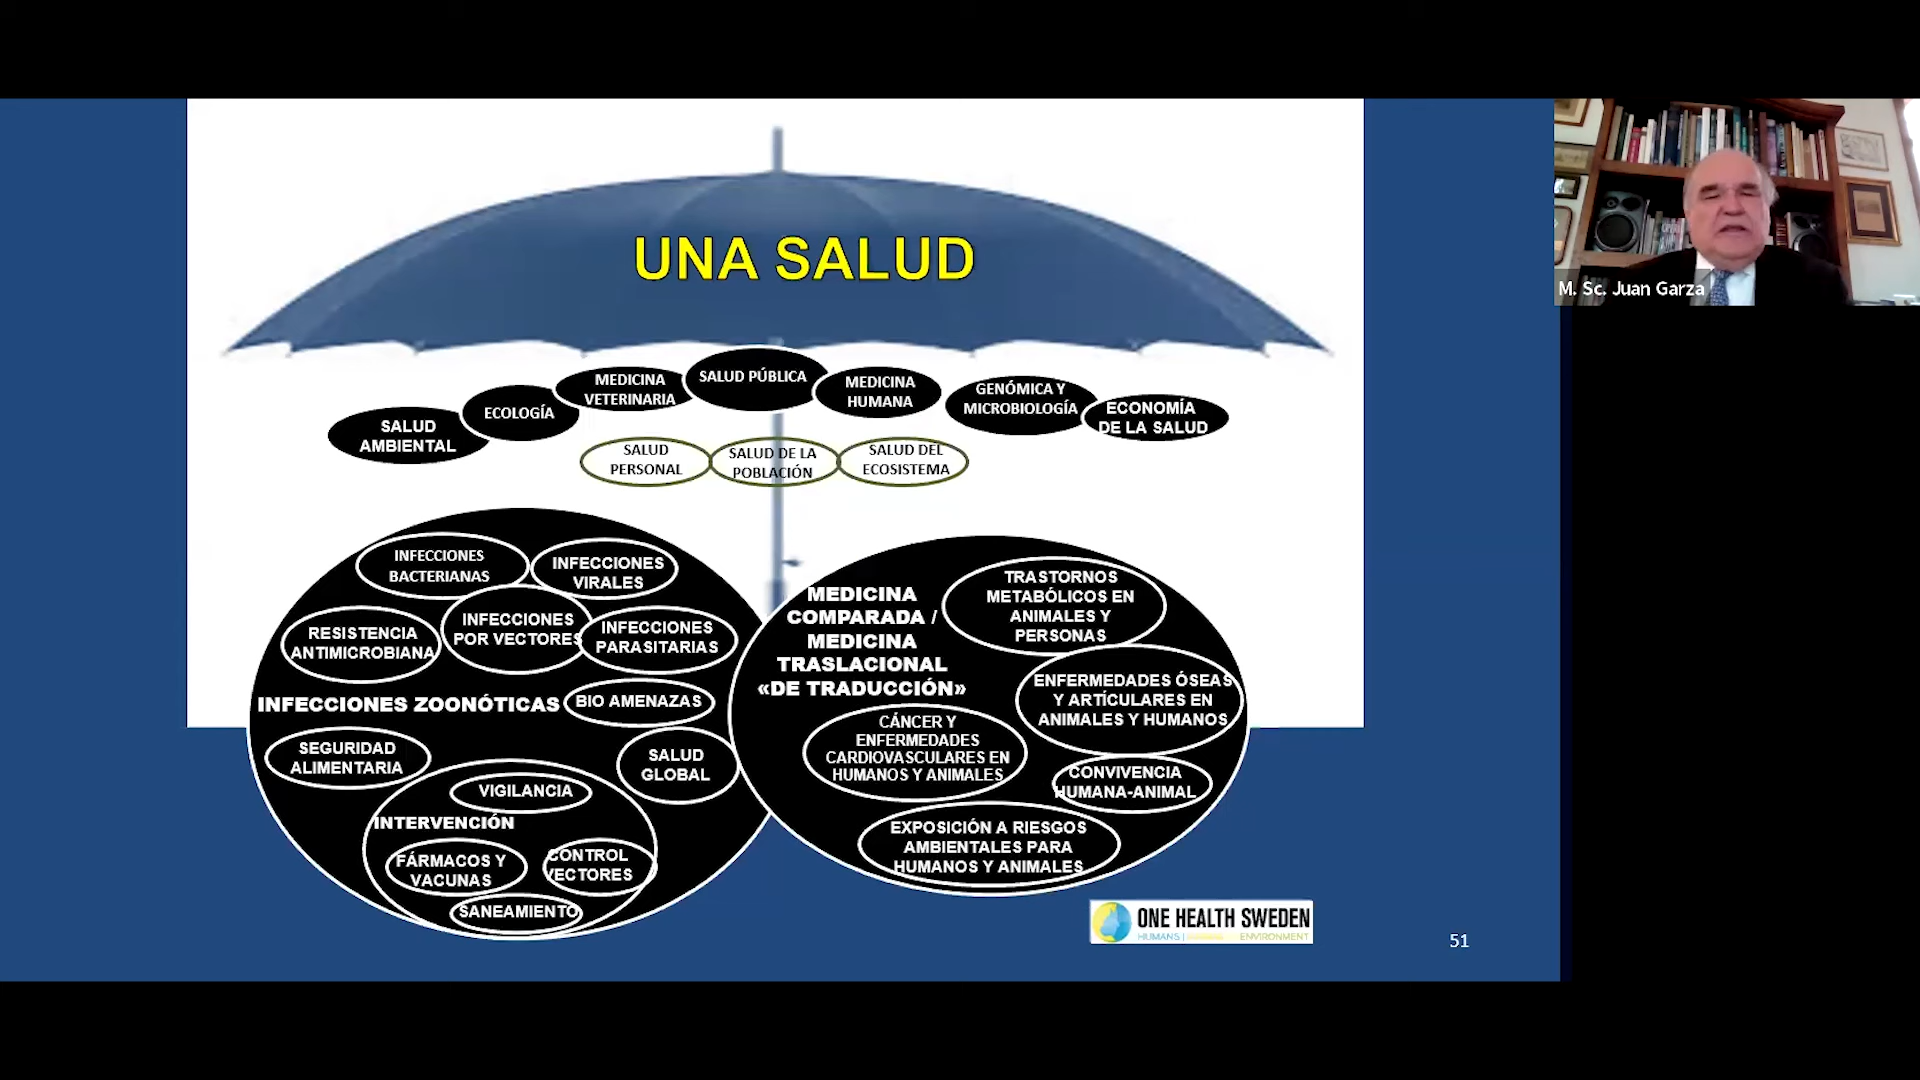 UNA SALUD
SALUD
AMBIENTAL
ECOLOGÍA
MEDICINA
VETERINARIA
SALUD PÚBLICA
MEDICINA
HUMANA
GENÓMICA Y
MICROBIOLOGÍA
ECONOMÍA
DE LA SALUD
SALUD
PERSONAL
SALUD DE LA
POBLACIÓN
SALUD DEL
ECOSISTEMA
INFECCIONES
BACTERIANAS
INFECCIONES
VIRALES
RESISTENCIA
ANTIMICROBIANA
INFECCIONES
POR VECTORES
INFECCIONES
PARASITARIAS
INFECCIONES ZOONÓTICAS
BIO AMENAZAS
SEGURIDAD
ALIMENTARIA
SALUD
GLOBAL
VIGILANCIA
INTERVENCIÓN
FÁRMACOS Y
VACUNAS
CONTROL
VECTORES
SANEAMIENTO
MEDICINA
COMPARADA /
MEDICINA
TRASLACIONAL
«DE TRADUCCIÓN»
TRASTORNOS
METABÓLICOS EN
ANIMALES Y
PERSONAS
ENFERMEDADES ÓSEAS
Y ARTÍCULARES EN
ANIMALES Y HUMANOS
CÁNCER Y
ENFERMEDADES
CARDIOVASCULARES EN
HUMANOS Y ANIMALES
CONVIVENCIA
HUMANA-ANIMAL
EXPOSICIÓN A RIESGOS
AMBIENTALES PARA
HUMANOS Y ANIMALES
ONE HEALTH SWEDEN
HUMANS | ENVIRONMENT
51
M. Sc. Juan Garza